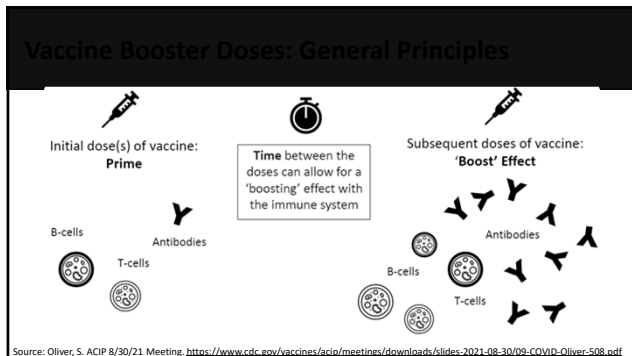 Vaccine Booster Doses: General Principles
Initial dose(s) of vaccine:
Prime
Time between the
doses can allow for a
'boosting' effect with
the immune system
Subsequent doses of vaccine:
'Boost' Effect
B-cells
T-cells
Antibodies
Antibodies
B-cells
T-cells
Source: Oliver, S. ACIP 8/30/21 Meeting. https://www.cdc.gov/vaccines/acip/meetings/downloads/slides-2021-08-30/09-COVID-Oliver-508.pdf